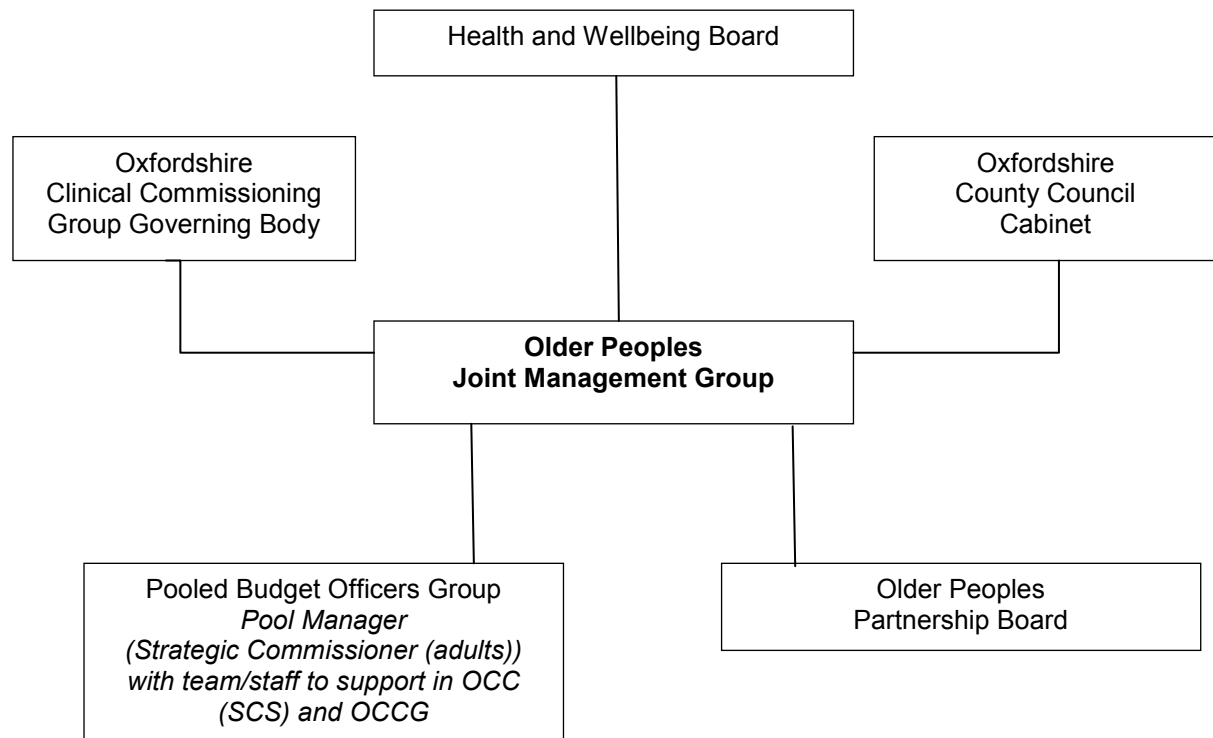 Health and Wellbeing Board
Oxfordshire
Clinical Commissioning
Group Governing Body
Oxfordshire
County Council
Cabinet
Older Peoples
Joint Management Group
Pooled Budget Officers Group
Pool Manager
(Strategic Commissioner (adults))
with team/staff to support in OCC
(SCS) and OCCG
Older Peoples
Partnership Board